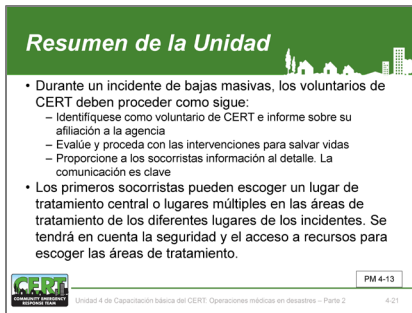 Resumen de la Unidad
• Durante un incidente de bajas masivas, los voluntarios de
CERT deben proceder como sigue:
– Identifíquese como voluntario de CERT e informe sobre su
afiliación a la agencia
– Evalúe y proceda con las intervenciones para salvar vidas
– Proporcione a los socorristas información al detalle. La
comunicación es clave
• Los primeros socorristas pueden escoger un lugar de
tratamiento central o lugares múltiples en las áreas de
tratamiento de los diferentes lugares de los incidentes. Se
tendrá en cuenta la seguridad y el acceso a recursos para
escoger las áreas de tratamiento.
PM 4-13
CERT
COMMUNITY EMERGENCY
RESPONSE TEAM
Unidad 4 de Capacitación básica del CERT: Operaciones médicas en desastres – Parte 2
4-21